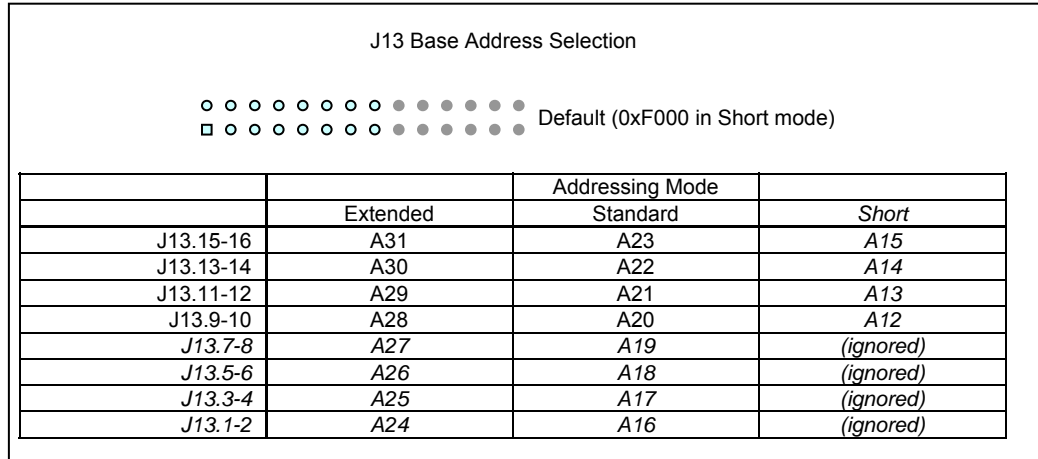 J13 Base Address Selection
Default (0xF000 in Short mode)
Addressing Mode
Extended Standard Short
J13.15-16 A31 A23 A15
J13.13-14 A30 A22 A14
J13.11-12 A29 A21 A13
J13.9-10 A28 A20 A12
J13.7-8 A27 A19 (ignored)
J13.5-6 A26 A18 (ignored)
J13.3-4 A25 A17 (ignored)
J13.1-2 A24 A16 (ignored)